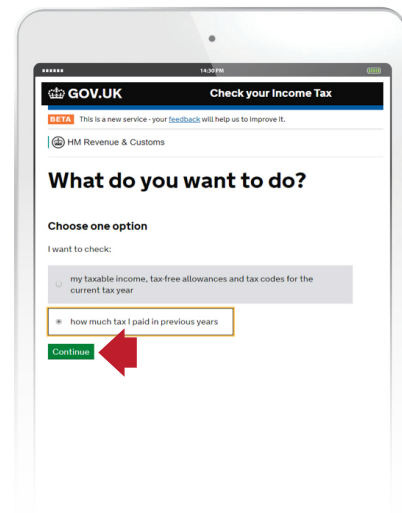 14:30 PM
GOV.UK Check your Income Tax
BETA This is a new service - your feedback will help us to improve it.
HM Revenue & Customs
What do you want to do?
Choose one option
I want to check:
my taxable income, tax-free allowances and tax codes for the
current tax year
how much tax I paid in previous years
Continue